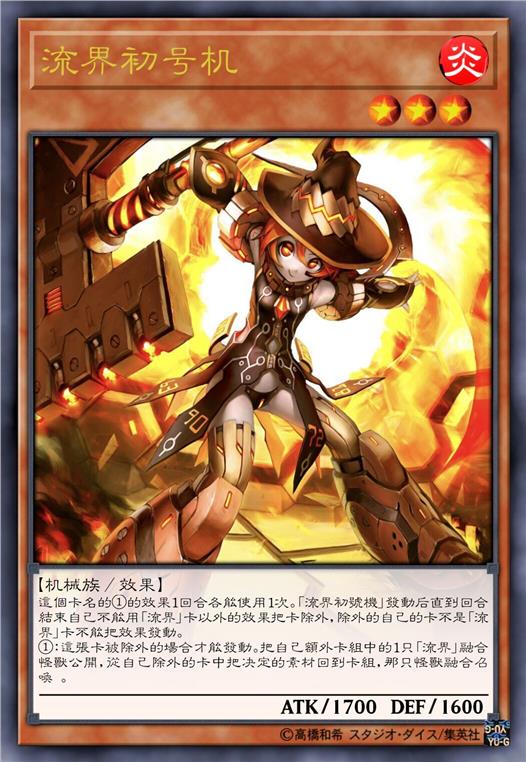 流界初号机
炎
【机械族／效果】
這個卡名的①的效果1回合各能使用1次。「流界初號機」發動后直到回合
結束自己不能用「流界」卡以外的效果把卡除外,除外的自己的卡不是「流
界」卡不能把效果發動。
①:這張卡被除外的場合才能發動。把自己額外卡組中的1只「流界」融合
怪獸公開,從自己除外的卡中把决定的素材回到卡組,那只怪獸融合召
喚 。
ATK/1700 DEF/1600
©高橋和希 スタジオ・ダイス/集英社
93
90
72